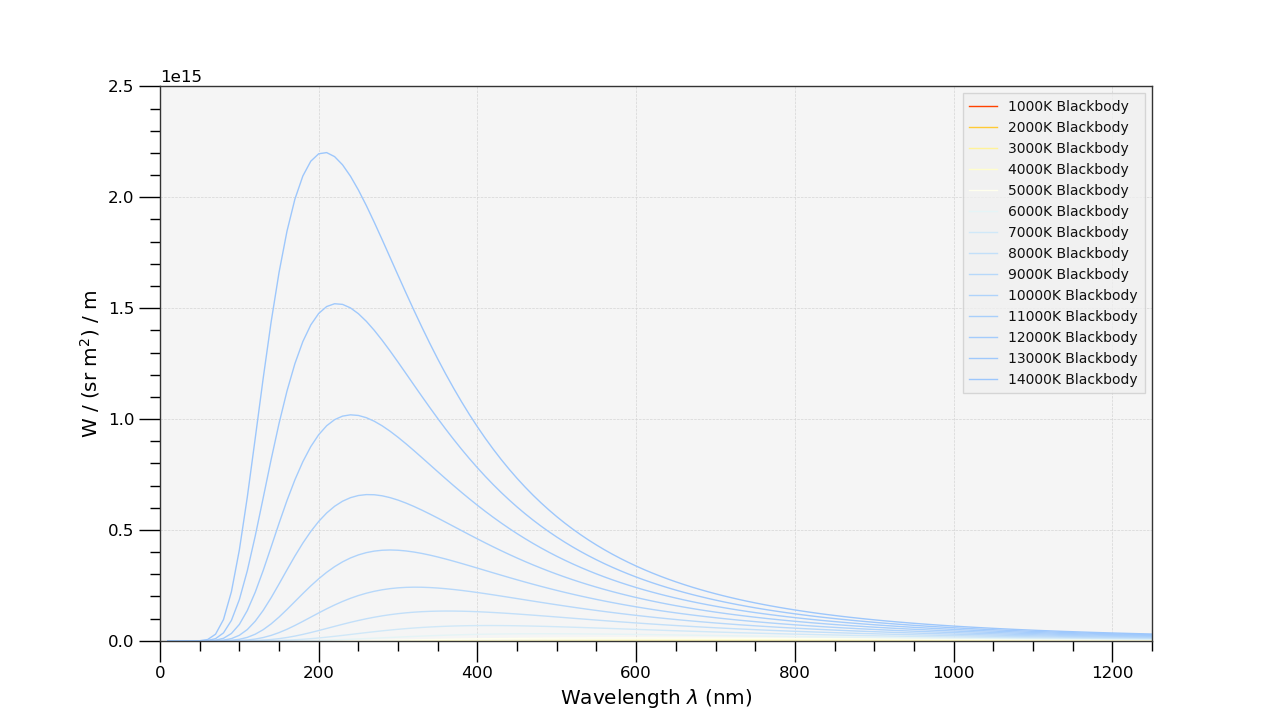 1e15
2.5
2.0
1.5
1.0
0.5
0.0
W / (sr m²) / m
0
200
400
600
800
1000
1200
Wavelength λ (nm)
1000K Blackbody
2000K Blackbody
3000K Blackbody
4000K Blackbody
5000K Blackbody
6000K Blackbody
7000K Blackbody
8000K Blackbody
9000K Blackbody
10000K Blackbody
11000K Blackbody
12000K Blackbody
13000K Blackbody
14000K Blackbody